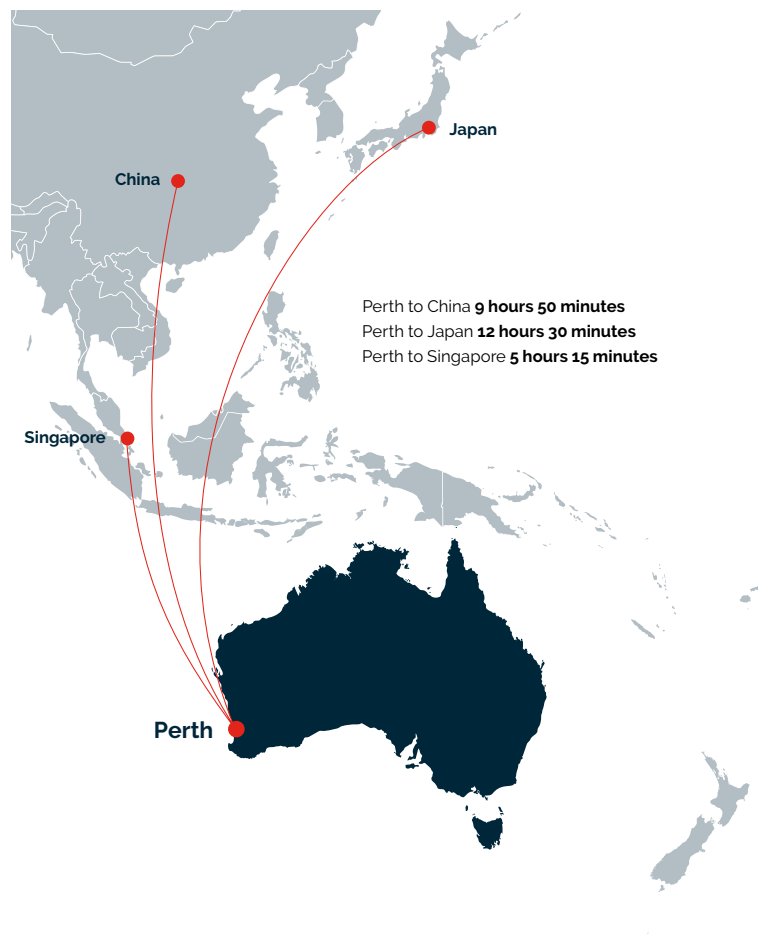 Japan
China
Perth to China 9 hours 50 minutes
Perth to Japan 12 hours 30 minutes
Perth to Singapore 5 hours 15 minutes
Singapore
Perth